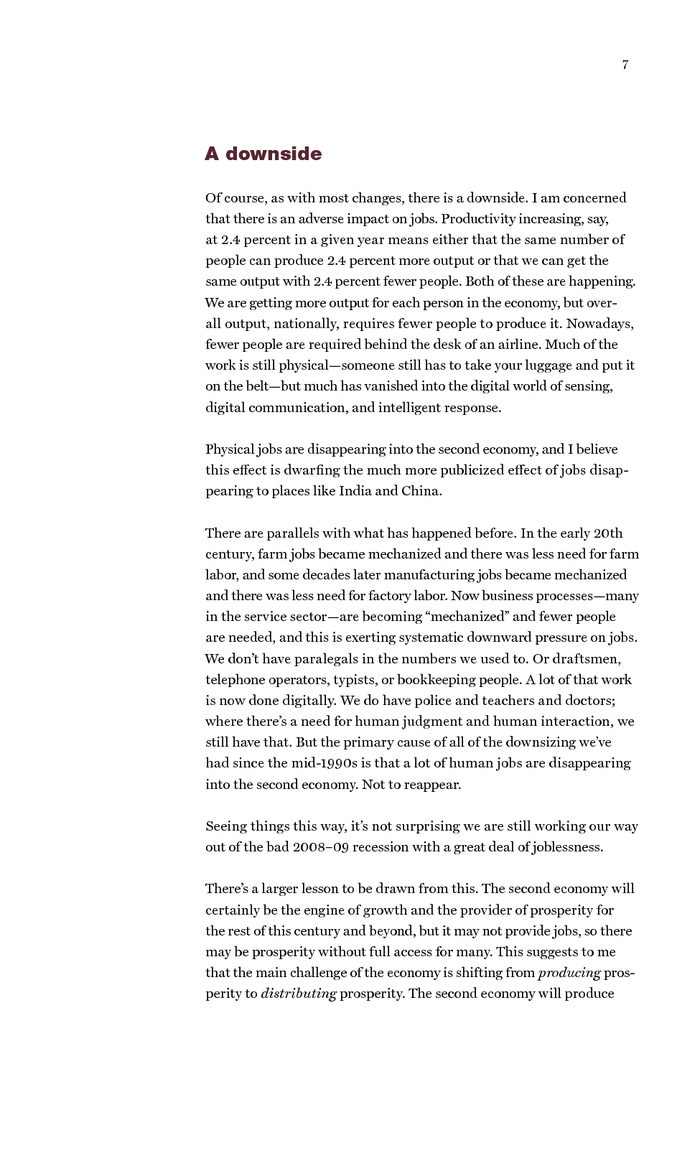 7
A downside
Of course, as with most changes, there is a downside. I am concerned
that there is an adverse impact on jobs. Productivity increasing, say,
at 2.4 percent in a given year means either that the same number of
people can produce 2.4 percent more output or that we can get the
same output with 2.4 percent fewer people. Both of these are happening.
We are getting more output for each person in the economy, but over-
all output, nationally, requires fewer people to produce it. Nowadays,
fewer people are required behind the desk of an airline. Much of the
work is still physical—someone still has to take your luggage and put it
on the belt—but much has vanished into the digital world of sensing,
digital communication, and intelligent response.
Physical jobs are disappearing into the second economy, and I believe
this effect is dwarfing the much more publicized effect of jobs disap-
pearing to places like India and China.
There are parallels with what has happened before. In the early 20th
century, farm jobs became mechanized and there was less need for farm
labor, and some decades later manufacturing jobs became mechanized
and there was less need for factory labor. Now business processes—many
in the service sector—are becoming “mechanized” and fewer people
are needed, and this is exerting systematic downward pressure on jobs.
We don’t have paralegals in the numbers we used to. Or draftsmen,
telephone operators, typists, or bookkeeping people. A lot of that work
is now done digitally. We do have police and teachers and doctors;
where there’s a need for human judgment and human interaction, we
still have that. But the primary cause of all of the downsizing we’ve
had since the mid-1990s is that a lot of human jobs are disappearing
into the second economy. Not to reappear.
Seeing things this way, it’s not surprising we are still working our way
out of the bad 2008–09 recession with a great deal of joblessness.
There’s a larger lesson to be drawn from this. The second economy will
certainly be the engine of growth and the provider of prosperity for
the rest of this century and beyond, but it may not provide jobs, so there
may be prosperity without full access for many. This suggests to me
that the main challenge of the economy is shifting from producing pros-
perity to distributing prosperity. The second economy will produce